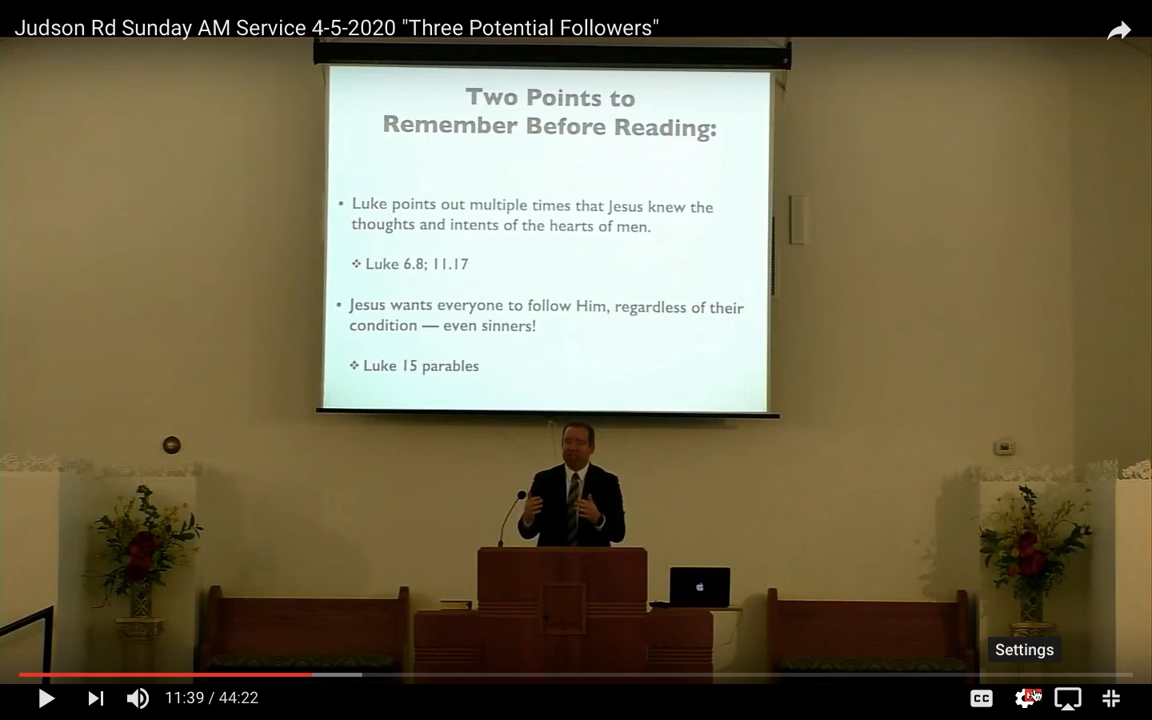 Judson Rd Sunday AM Service 4-5-2020 "Three Potential Followers"
Two Points to
Remember Before Reading:
• Luke points out multiple times that Jesus knew the
thoughts and intents of the hearts of men.
❖ Luke 6.8; 11.17
• Jesus wants everyone to follow Him, regardless of their
condition — even sinners!
❖ Luke 15 parables
Settings
11:39 / 44:22
CC